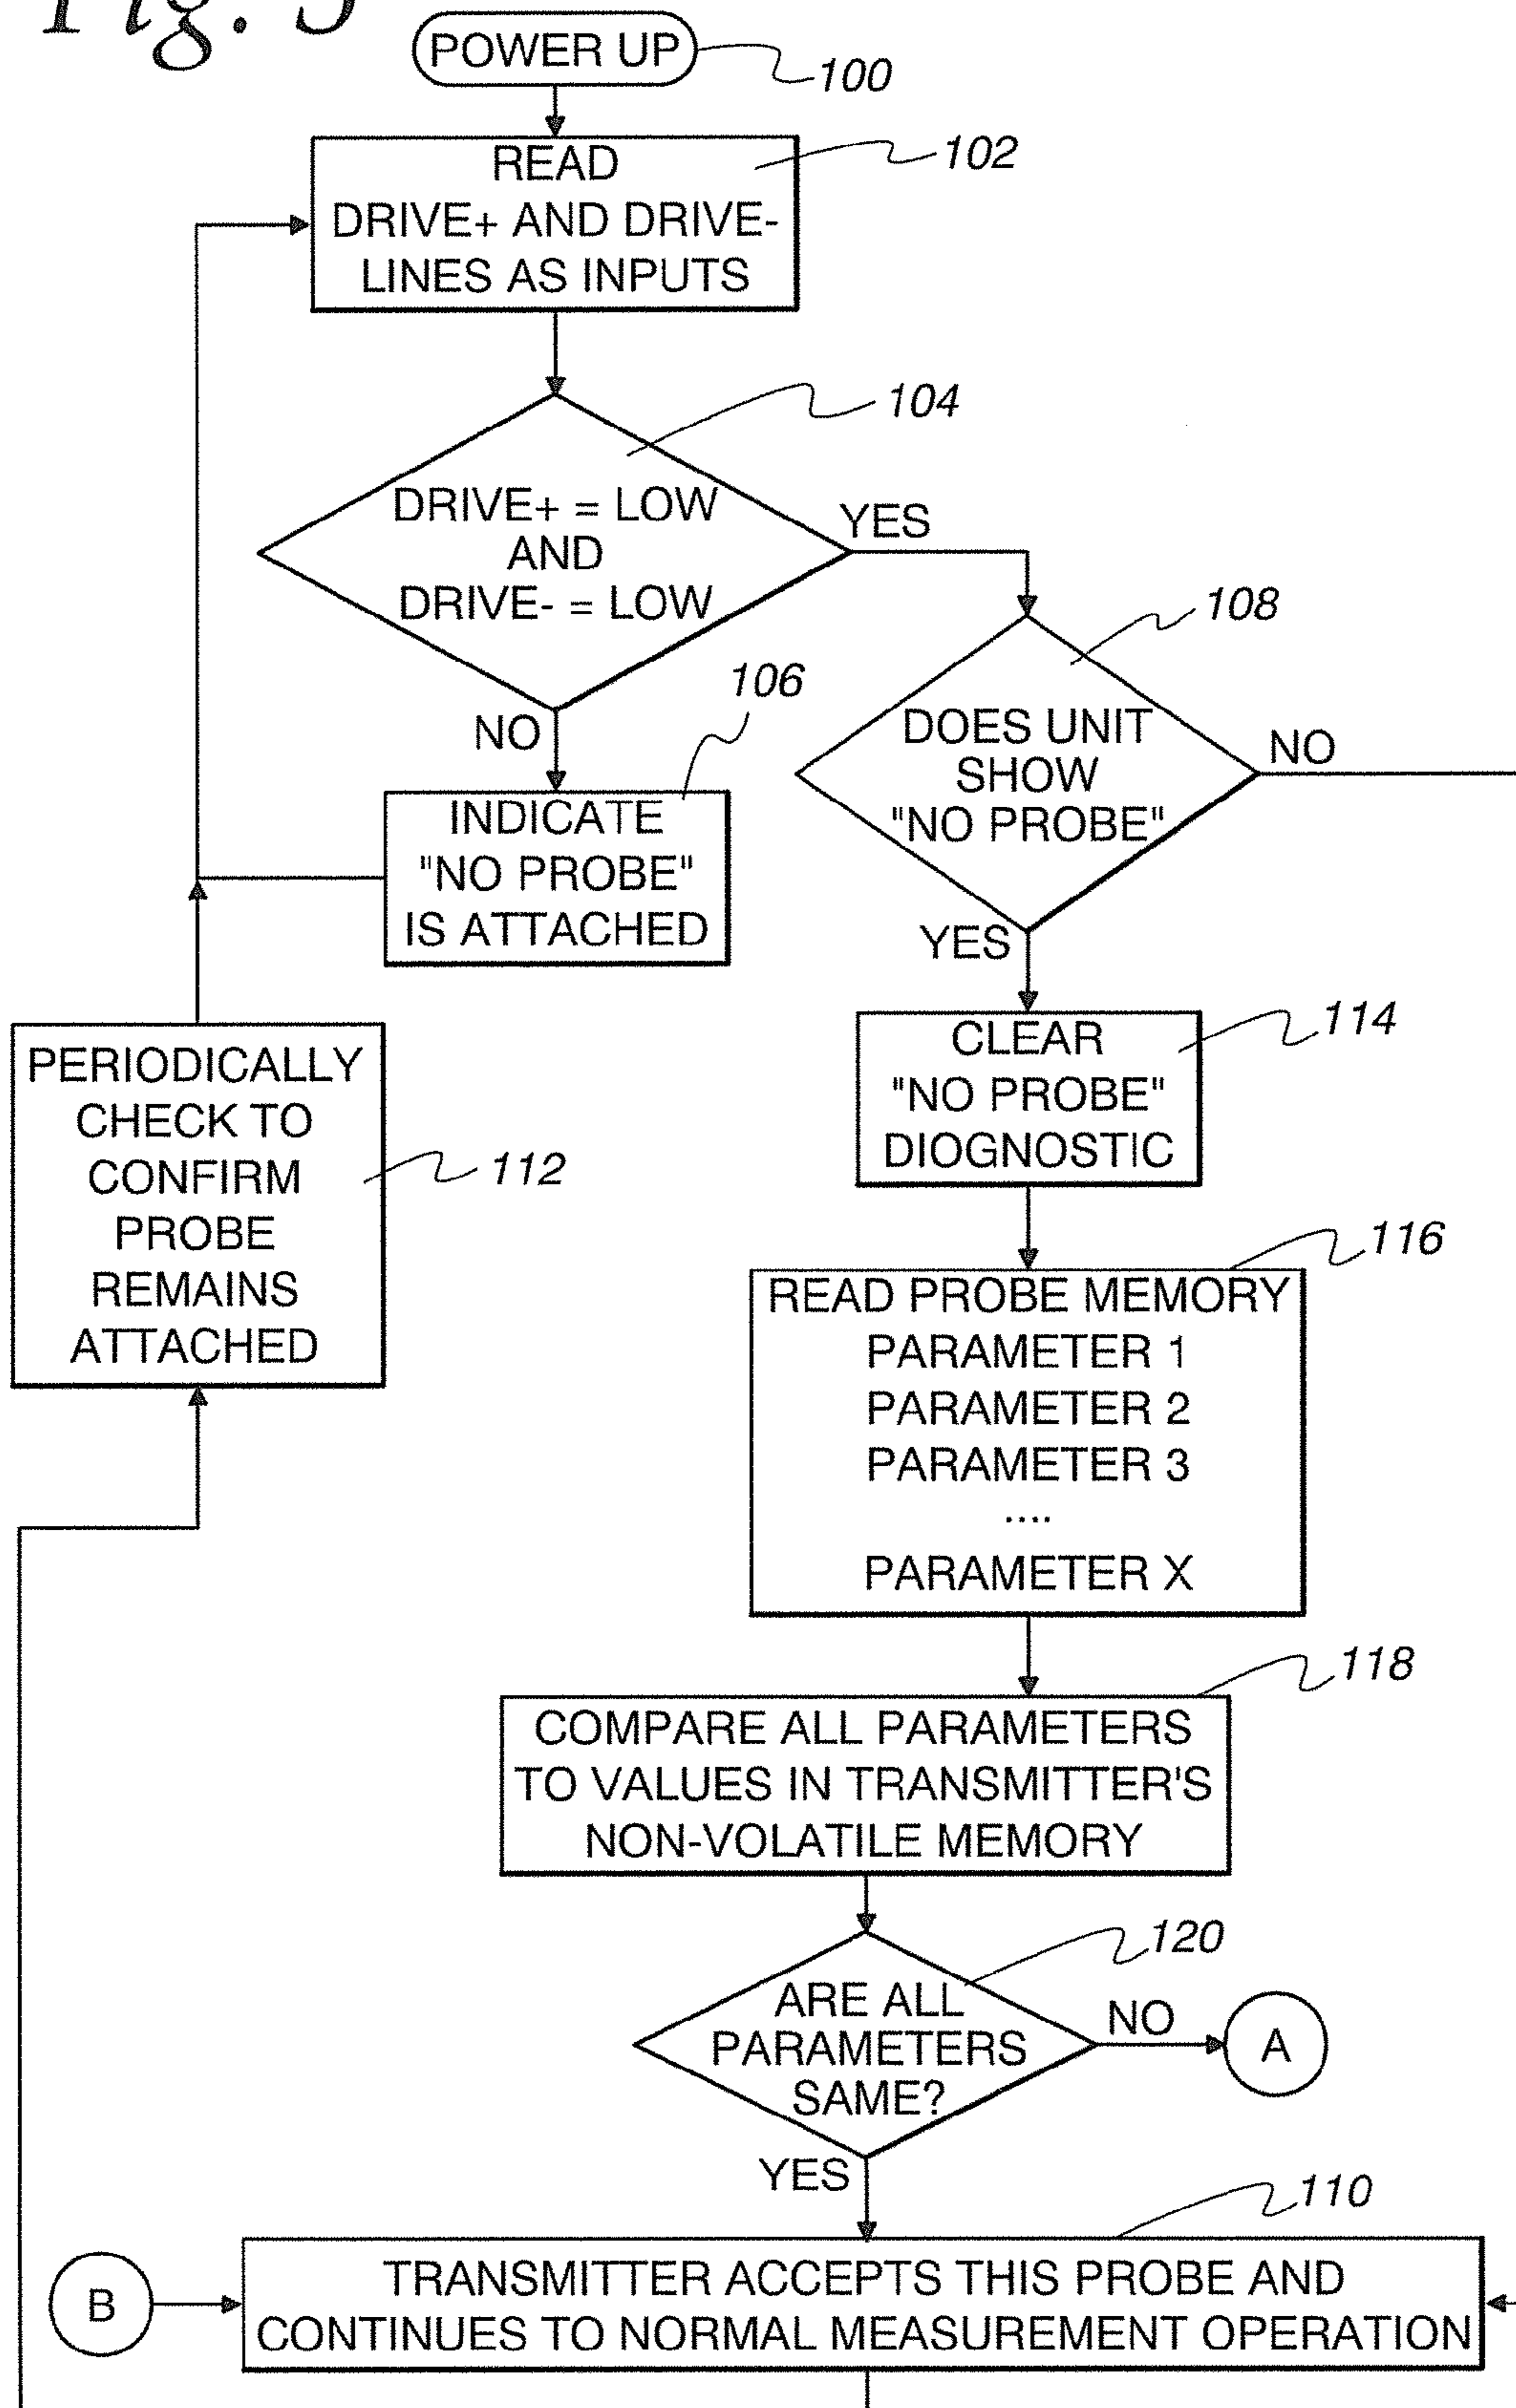 Fig. 5
POWER UP
100
READ
DRIVE+ AND DRIVE-
LINES AS INPUTS
102
104
DRIVE+ = LOW
AND
DRIVE- = LOW
YES
NO
106
INDICATE
"NO PROBE"
IS ATTACHED
108
DOES UNIT
SHOW
"NO PROBE"
NO
YES
PERIODICALLY
CHECK TO
CONFIRM
PROBE
REMAINS
ATTACHED
112
CLEAR
"NO PROBE"
DIOGNOSTIC
114
116
READ PROBE MEMORY
PARAMETER 1
PARAMETER 2
PARAMETER 3
....
PARAMETER X
118
COMPARE ALL PARAMETERS
TO VALUES IN TRANSMITTER'S
NON-VOLATILE MEMORY
120
ARE ALL
PARAMETERS
SAME?
NO
A
YES
110
B
TRANSMITTER ACCEPTS THIS PROBE AND
CONTINUES TO NORMAL MEASUREMENT OPERATION